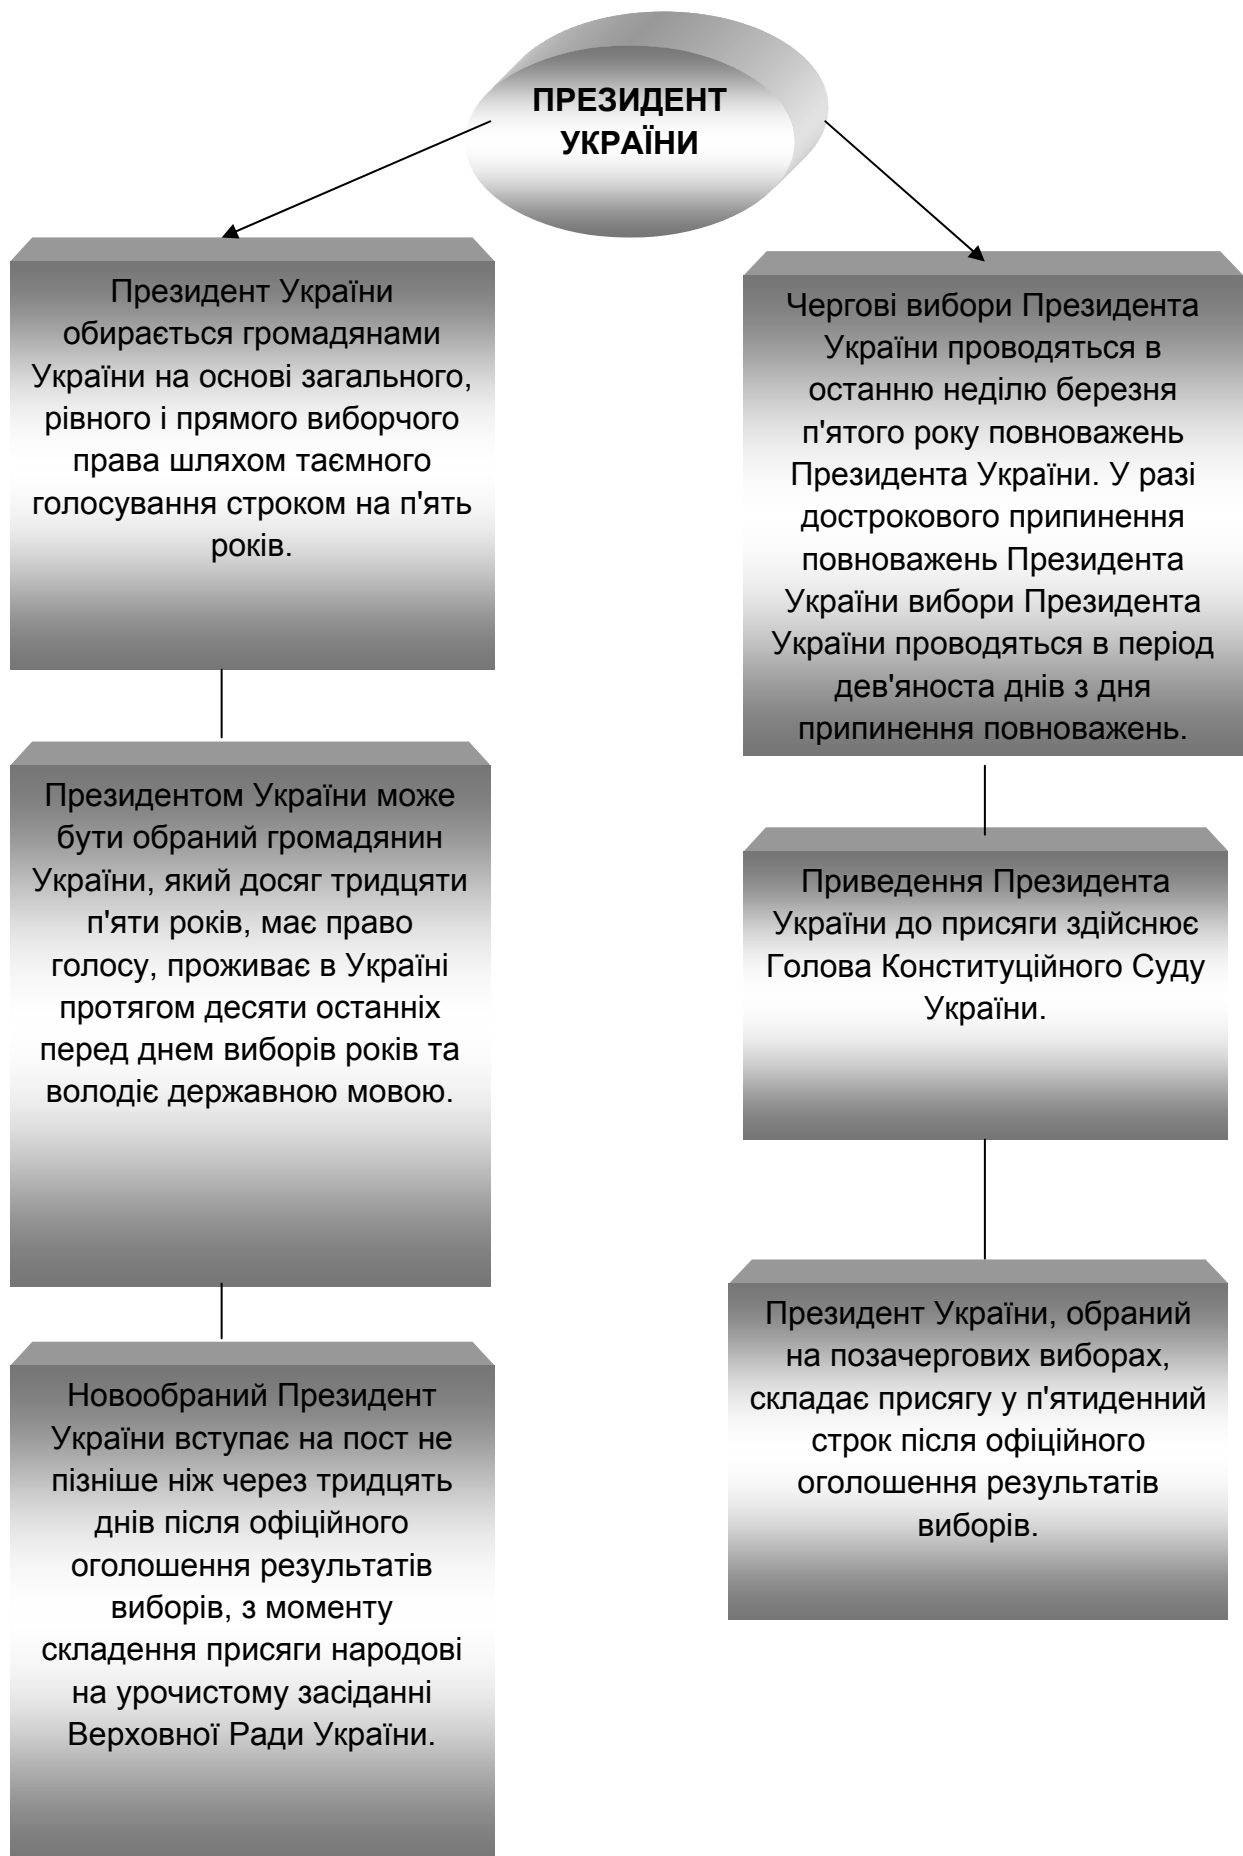 ПРЕЗИДЕНТ
УКРАЇНИ
Президент України
обирається громадянами
України на основі загального,
рівного і прямого виборчого
права шляхом таємного
голосування строком на п'ять
років.
Президентом України може
бути обраний громадянин
України, який досяг тридцяти
п'яти років, має право
голосу, проживає в Україні
протягом десяти останніх
перед днем виборів років та
володіє державною мовою.
Новообраний Президент
України вступає на пост не
пізніше ніж через тридцять
днів після офіційного
оголошення результатів
виборів, з моменту
складення присяги народові
на урочистому засіданні
Верховної Ради України.
Чергові вибори Президента
України проводяться в
останню неділю березня
п'ятого року повноважень
Президента України. У разі
дострокового припинення
повноважень Президента
України вибори Президента
України проводяться в період
дев'яноста днів з дня
припинення повноважень.
Приведення Президента
України до присяги здійснює
Голова Конституційного Суду
України.
Президент України, обраний
на позачергових виборах,
складає присягу у п'ятиденний
строк після офіційного
оголошення результатів
виборів.